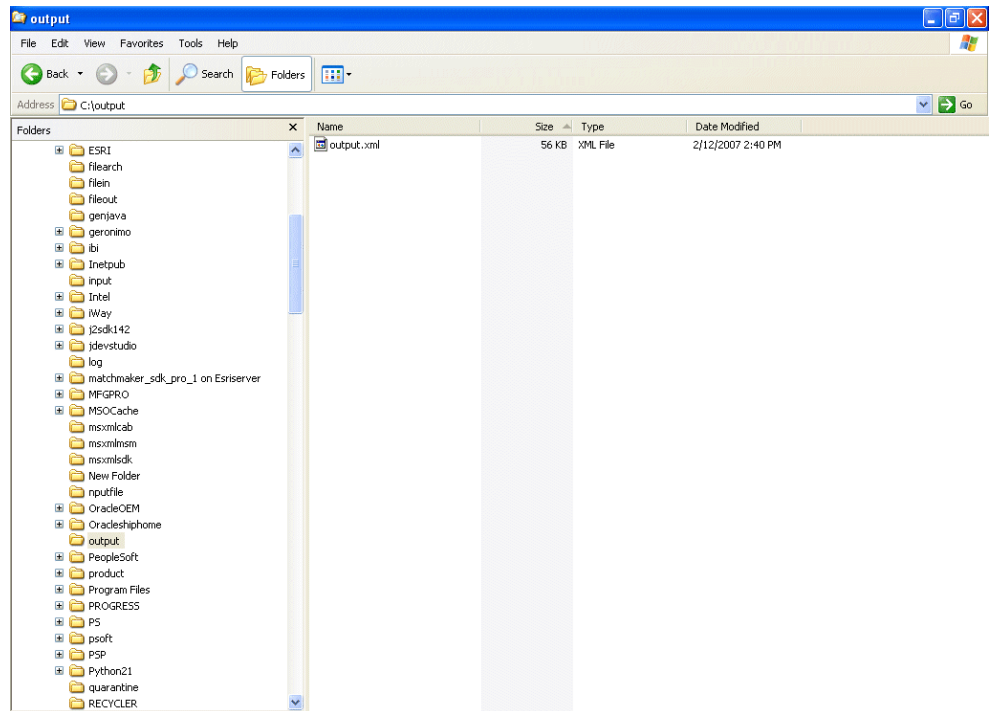 output
File Edit View Favorites Tools Help
Back Search Folders
Address C:\output Go
Folders
Name Size Type Date Modified
output.xml 56 KB XML File 2/12/2007 2:40 PM
ESRI
filearch
filein
fileout
genjava
geronimo
ibi
Inetpub
input
Intel
iWay
j2sdk142
jdevstudio
log
matchmaker_sdk_pro_1 on Esriserver
MFGPRO
MSOCache
msxmlcab
msxmlmsm
msxmlsdk
New Folder
nputfile
OracleOEM
Oracleshiphome
output
PeopleSoft
product
Program Files
PROGRESS
PS
psoft
PSP
Python21
quarantine
RECYCLER